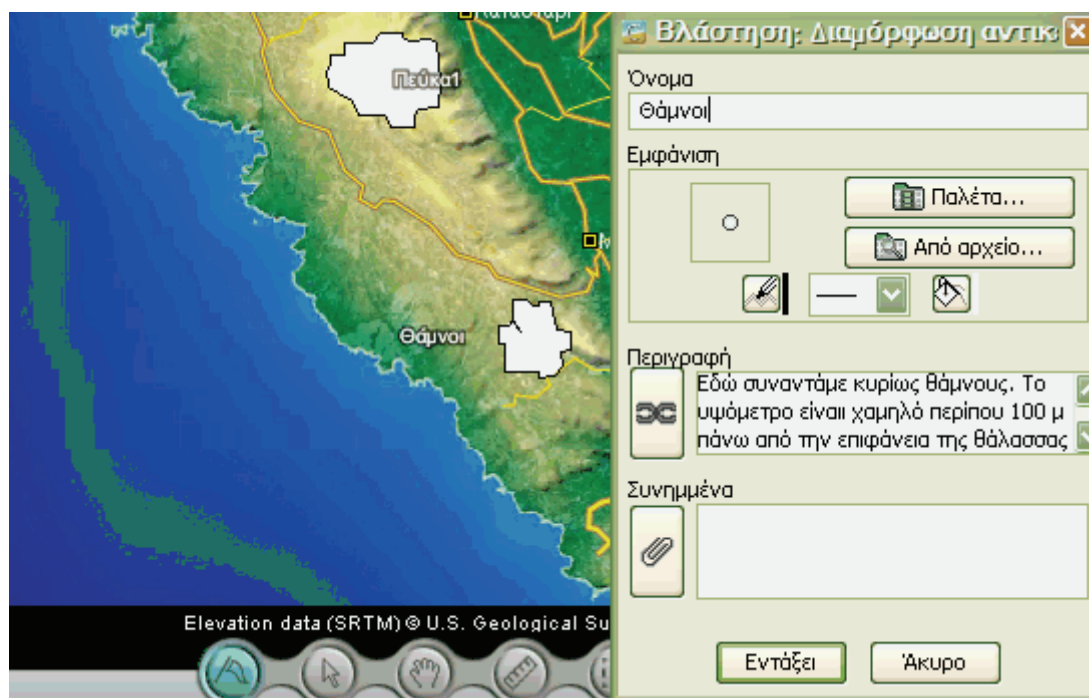 Καταστάρι
Πεύκα1
Θάμνοι
Elevation data (SRTM) © U.S. Geological Su
Βλάστηση: Διαμόρφωση αντικ
Όνομα
Θάμνοι
Εμφάνιση
Παλέτα...
Από αρχείο...
Περιγραφή
Εδώ συναντάμε κυρίως θάμνους. Το
υψόμετρο είναιι χαμηλό περίπου 100 μ
πάνω από την επιφάνεια της θάλασσας
Συνημμένα
Εντάξει
Άκυρο